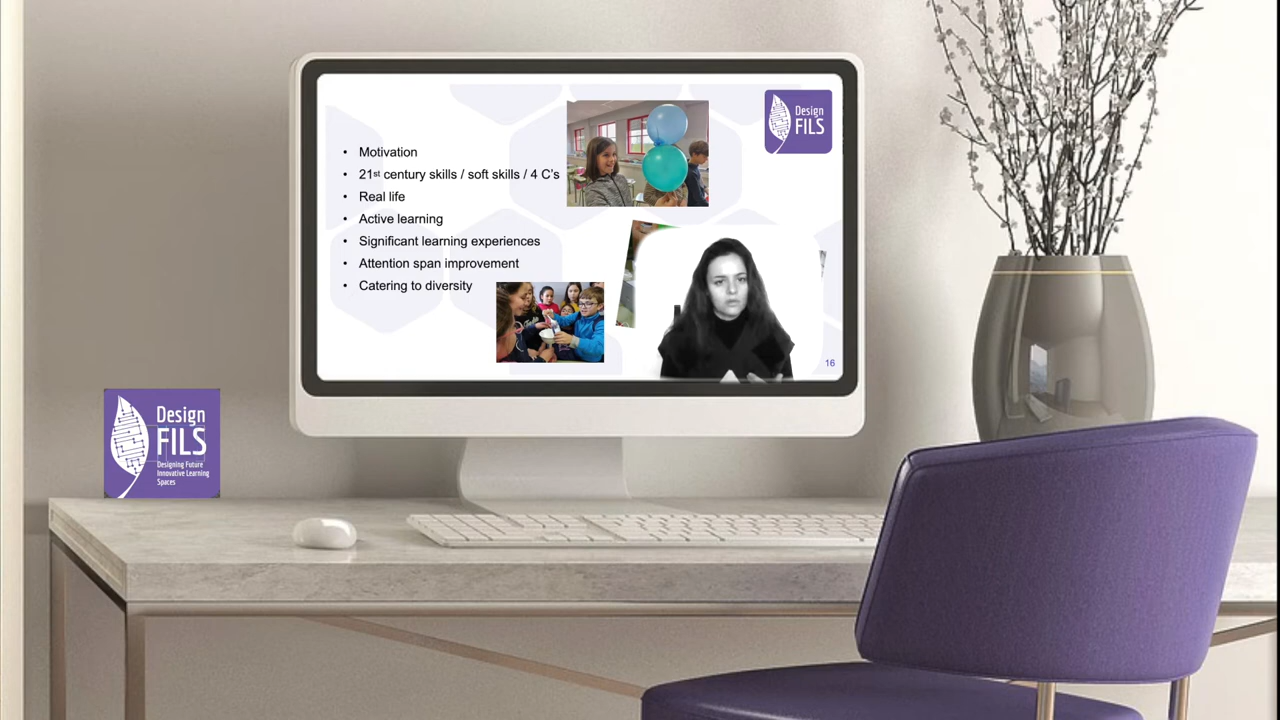 Design
FILS
• Motivation
• 21st century skills / soft skills / 4 C's
• Real life
• Active learning
• Significant learning experiences
• Attention span improvement
• Catering to diversity
16
Design
FILS
Designing Future
Innovative Learning
Spaces